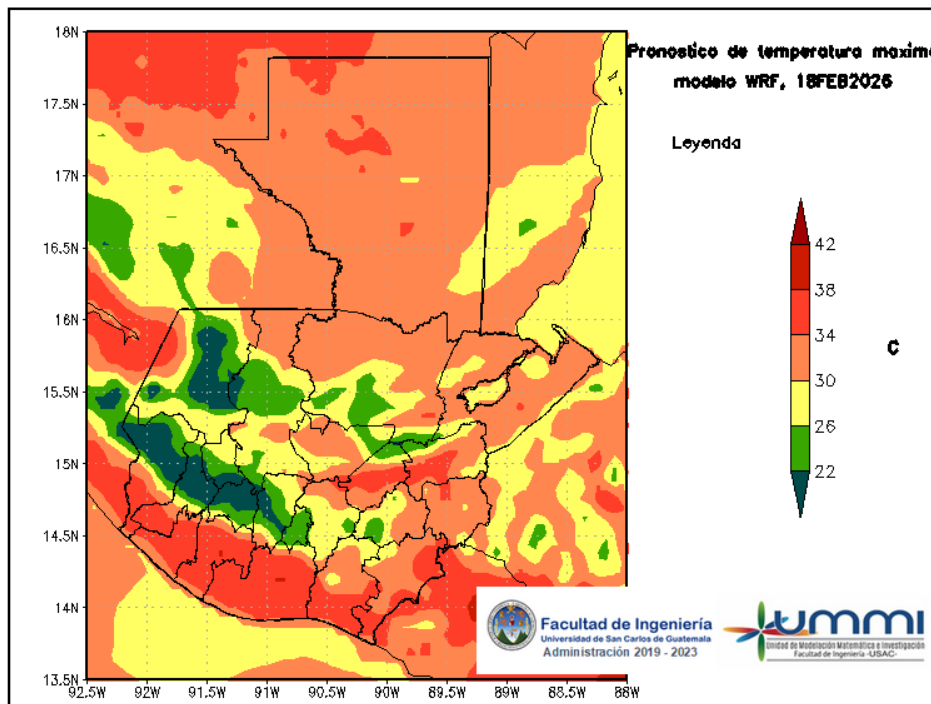 Pronostico de temperatura maxima
modelo WRF, 18FEB2026
Leyenda
42
38
34
30
26
22
C
18N
17.5N
17N
16.5N
16N
15.5N
15N
14.5N
14N
13.5N
92.5W 92W 91.5W 91W 90.5W 90W 89.5W 89W 88.5W 88W
Facultad de Ingeniería
Universidad de San Carlos de Guatemala
Administración 2019 - 2023
UMMI
Unidad de Modelación Matemática e Investigación
Facultad de Ingeniería -USAC-